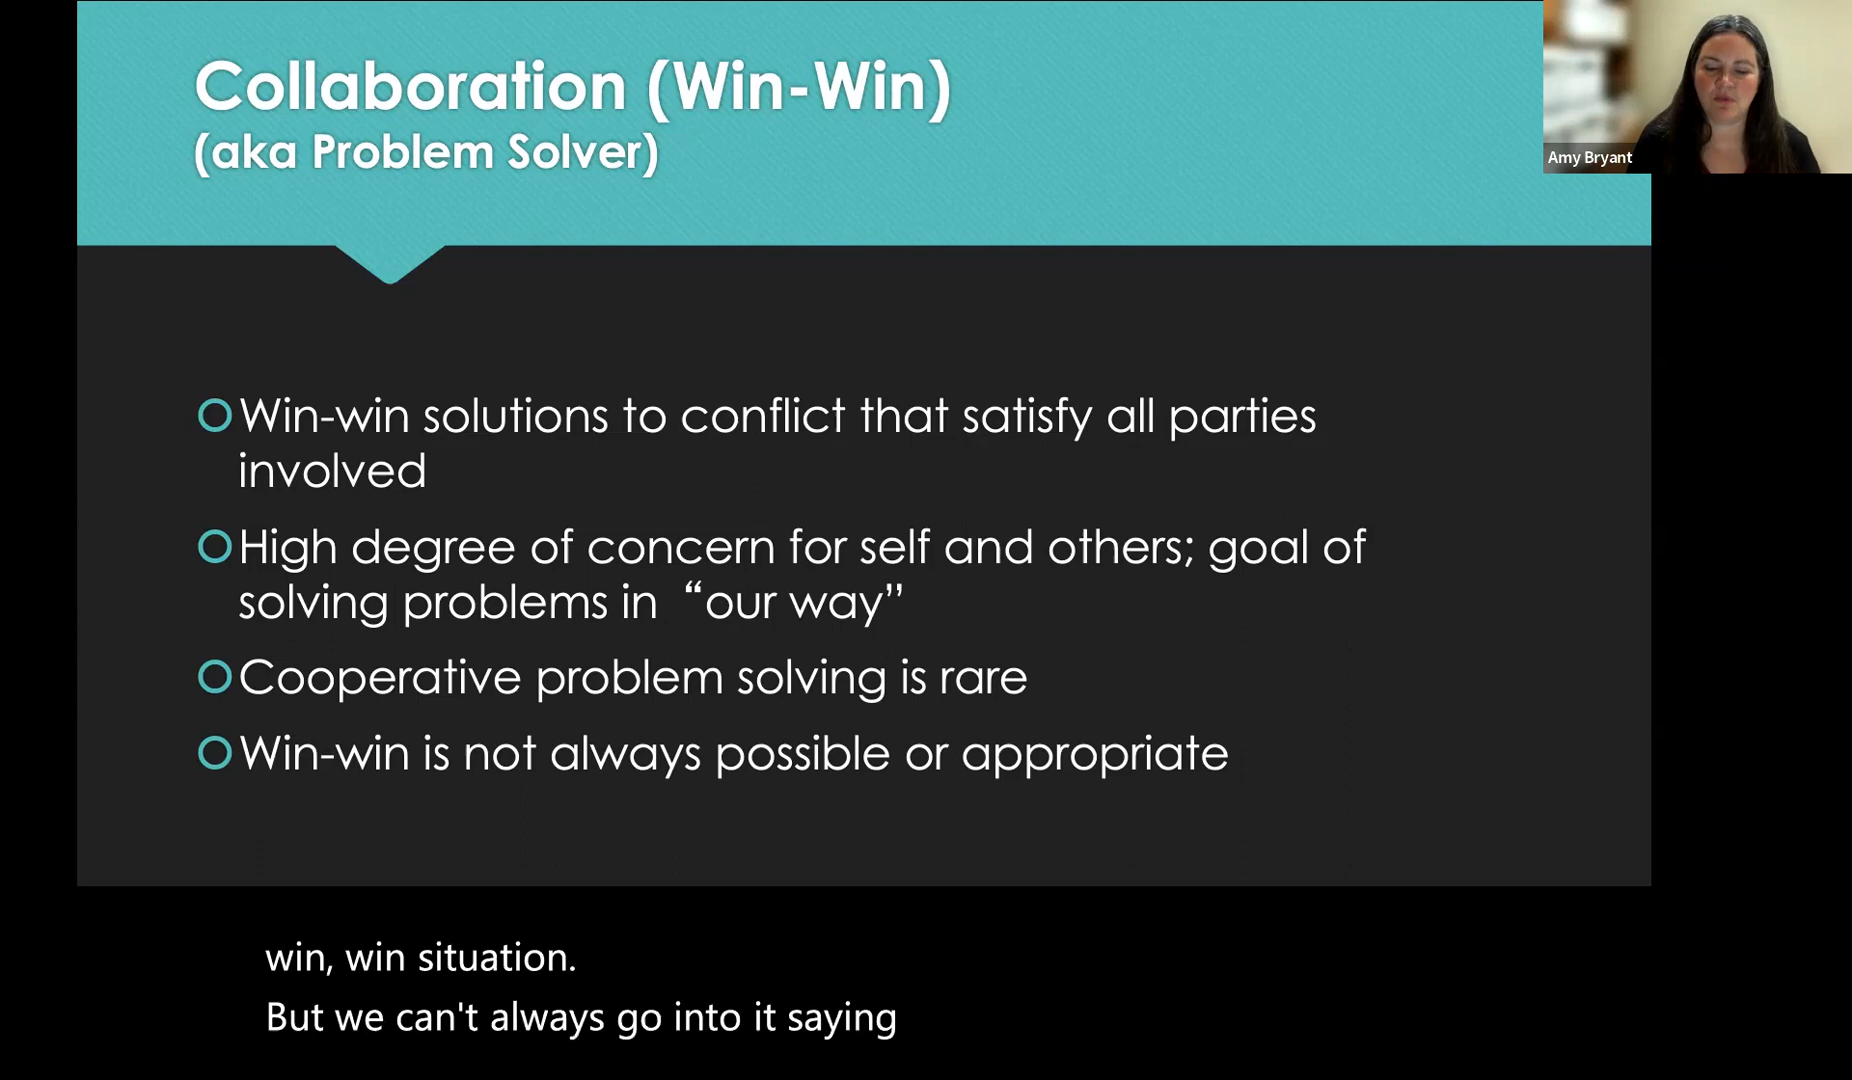 Collaboration (Win-Win)
(aka Problem Solver)
Amy Bryant
Win-win solutions to conflict that satisfy all parties
involved
High degree of concern for self and others; goal of
solving problems in “our way”
Cooperative problem solving is rare
Win-win is not always possible or appropriate
win, win situation.
But we can't always go into it saying